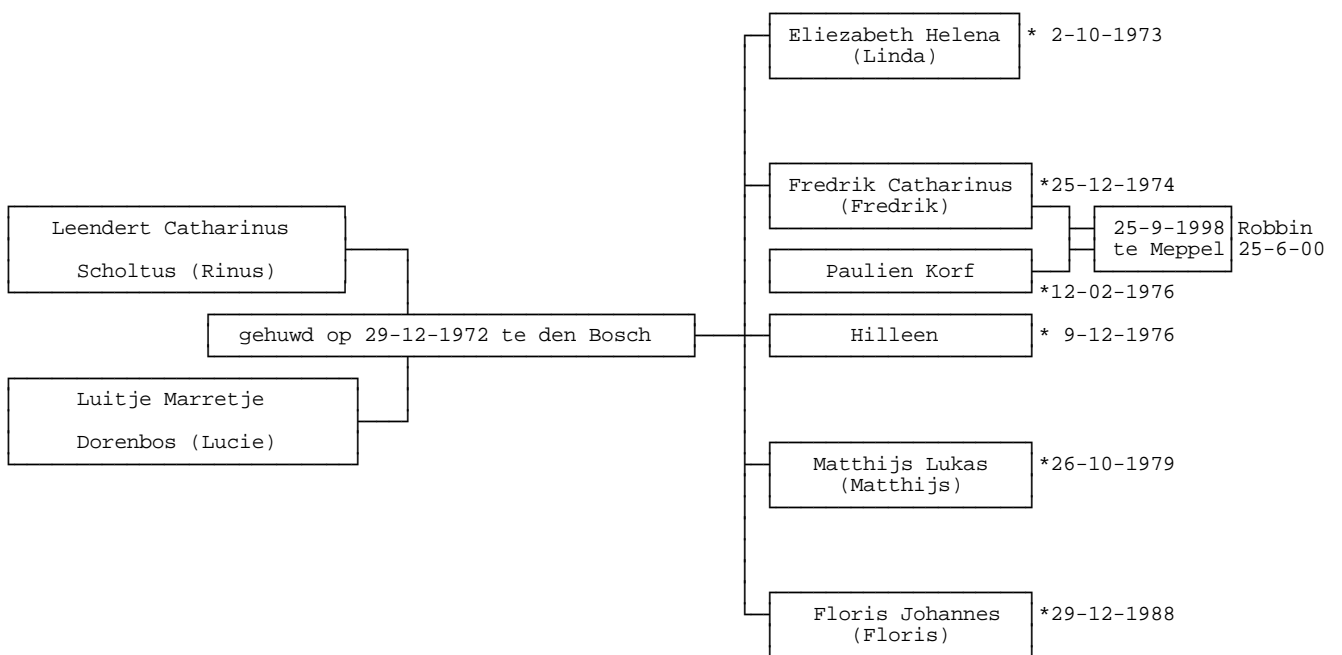 Eliezabeth Helena * 2-10-1973
(Linda)
Fredrik Catharinus *25-12-1974
(Fredrik)
Leendert Catharinus
Scholtus (Rinus)
25-9-1998 Robbin
te Meppel 25-6-00
Paulien Korf
*12-02-1976
gehuwd op 29-12-1972 te den Bosch
Hilleen * 9-12-1976
Luitje Marretje
Dorenbos (Lucie)
Matthijs Lukas *26-10-1979
(Matthijs)
Floris Johannes *29-12-1988
(Floris)